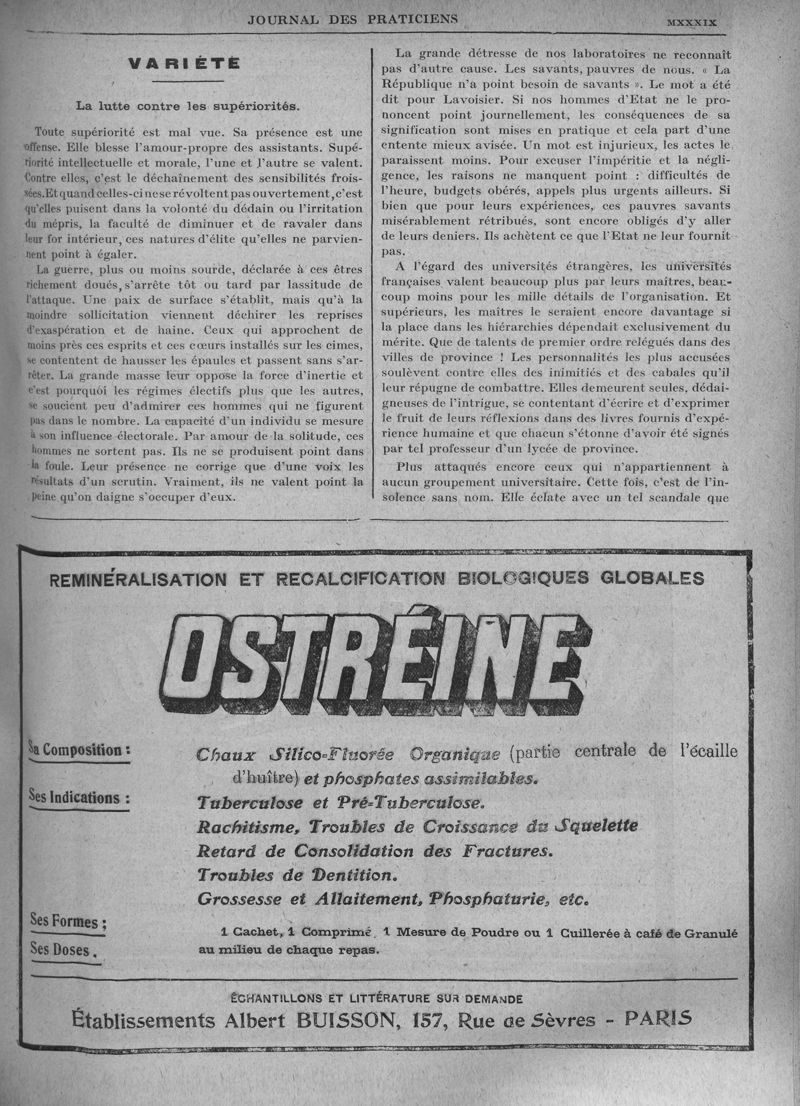 JOURNAL DES PRATICIENS
MXXXIX
VARIÉTÉ
La lutte contre les supériorités.
Toute supériorité est mal vue. Sa présence est une
offense. Elle blesse l'amour-propre des assistants. Supé-
riorité intellectuelle et morale, l'une et l'autre se valent.
Contre elles, c'est le déchaînement des sensibilités frois-
sées. Et quand celles-ci ne se révoltent pas ouvertement, c'est
qu'elles puisent dans la volonté du dédain ou l'irritation
du mépris, la faculté de diminuer et de ravaler dans
leur for intérieur, ces natures d'élite qu'elles ne parvien-
nent point à égaler.
La guerre, plus ou moins sourde, déclarée à ces êtres
richement doués, s'arrête tôt ou tard par lassitude de
l'attaque. Une paix de surface s'établit, mais qu'à la
moindre sollicitation viennent déchirer les reprises
d'exaspération et de haine. Ceux qui approchent de
moins près ces esprits et ces cœurs installés sur les cimes,
se contentent de hausser les épaules et passent sans s'ar-
rêter. La grande masse leur oppose la force d'inertie et
c'est pourquoi les régimes électifs plus que les autres,
se soucient peu d'admirer ces hommes qui ne figurent
pas dans le nombre. La capacité d'un individu se mesure
à son influence électorale. Par amour de la solitude, ces
hommes ne sortent pas. Ils ne se produisent point dans
la foule. Leur présence ne corrige que d'une voix les
résultats d'un scrutin. Vraiment, ils ne valent point la
peine qu'on daigne s'occuper d'eux.
La grande détresse de nos laboratoires ne reconnaît
pas d'autre cause. Les savants, pauvres de nous. « La
République n'a point besoin de savants ». Le mot a été
dit pour Lavoisier. Si nos hommes d'Etat ne le pro-
noncent point journellement, les conséquences de sa
signification sont mises en pratique et cela part d'une
entente mieux avisée. Un mot est injurieux, les actes le
paraissent moins. Pour excuser l'impéritie et la négli-
gence, les raisons ne manquent point : difficultés de
l'heure, budgets obérés, appels plus urgents ailleurs. Si
bien que pour leurs expériences, ces pauvres savants
misérablement rétribués, sont encore obligés d'y aller
de leurs deniers. Ils achètent ce que l'Etat ne leur fournit
pas.
A l'égard des universités étrangères, les universités
françaises valent beaucoup plus par leurs maîtres, beau-
coup moins pour les mille détails de l'organisation. Et
supérieurs, les maîtres le seraient encore davantage si
la place dans les hiérarchies dépendait exclusivement du
mérite. Que de talents de premier ordre relégués dans des
villes de province ! Les personnalités les plus accusées
soulèvent contre elles des inimitiés et des cabales qu'il
leur répugne de combattre. Elles demeurent seules, dédai-
gneuses de l'intrigue, se contentant d'écrire et d'exprimer
le fruit de leurs réflexions dans des livres fournis d'expé-
rience humaine et que chacun s'étonne d'avoir été signés
par tel professeur d'un lycée de province.
Plus attaqués encore ceux qui n'appartiennent à
aucun groupement universitaire. Cette fois, c'est de l'in-
solence sans nom. Elle éclate avec un tel scandale que
REMINÉRALISATION ET RECALCIFICATION BIOLOGIQUES GLOBALES
OSTRÉINE
Sa Composition :
Chaux Silico-Fluorée Organique (partie centrale de l'écaille
d'huître) et phosphates assimilables.
Ses Indications :
Tuberculose et Pré-Tuberculose.
Rachitisme, Troubles de Croissance du Squelette
Retard de Consolidation des Fractures.
Troubles de Dentition.
Grossesse et Allaitement, Phosphaturie, etc.
Ses Formes :
Ses Doses.
1 Cachet, 1 Comprimé, 1 Mesure de Poudre ou 1 Cuillerée à café de Granulé
au milieu de chaque repas.
ÉCHANTILLONS ET LITTÉRATURE SUR DEMANDE
Établissements Albert BUISSON, 157, Rue de Sèvres - PARIS